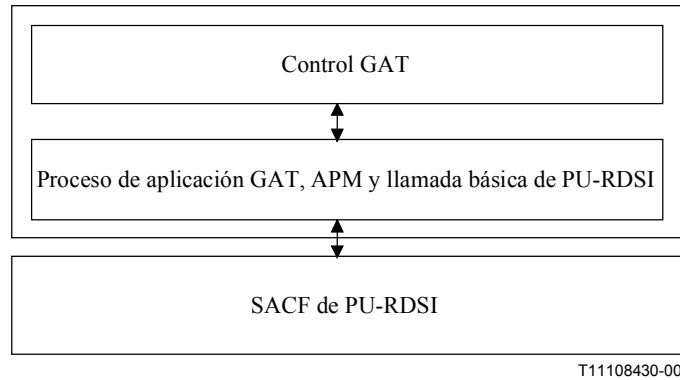 Control GAT
Proceso de aplicación GAT, APM y llamada básica de PU-RDSI
SACF de PU-RDSI
T11108430-00